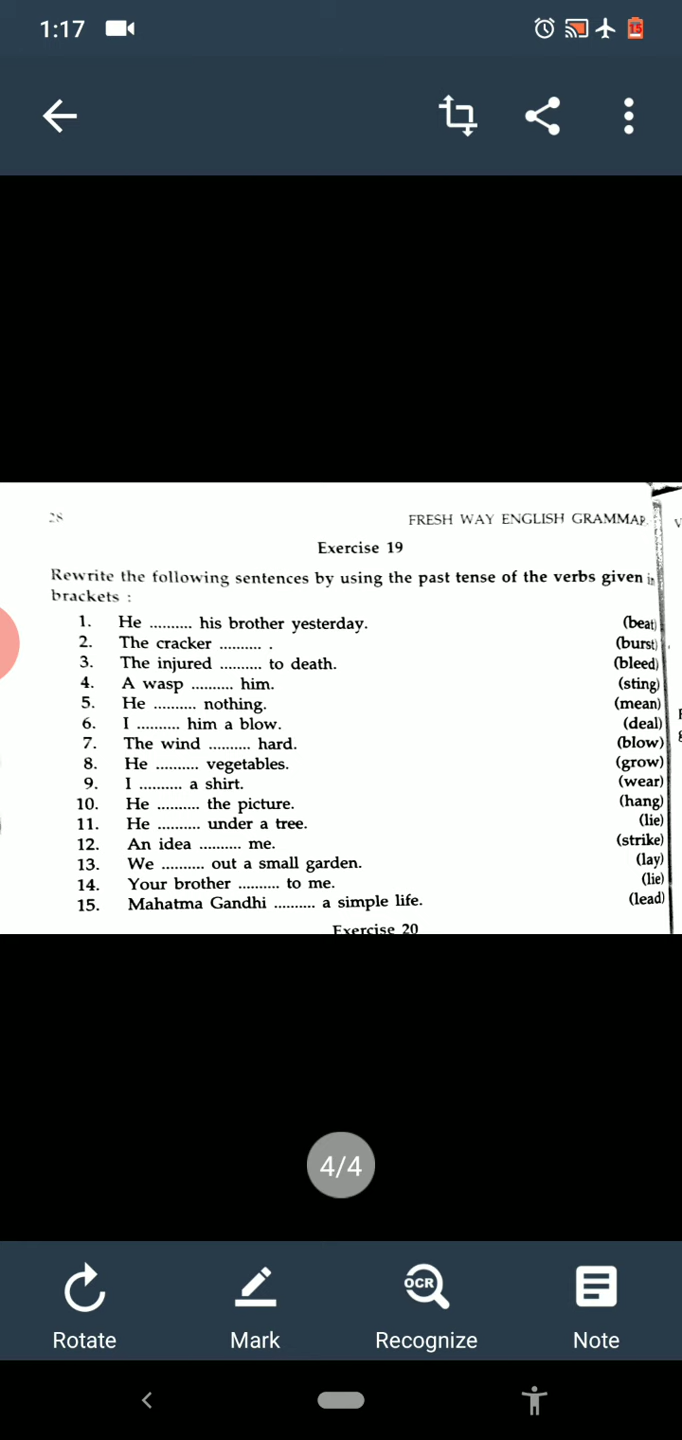 1:17
15
28 FRESH WAY ENGLISH GRAMMAR
Exercise 19
Rewrite the following sentences by using the past tense of the verbs given in
brackets :
1. He .......... his brother yesterday. (beat)
2. The cracker .......... . (burst)
3. The injured .......... to death. (bleed)
4. A wasp .......... him. (sting)
5. He .......... nothing. (mean)
6. I .......... him a blow. (deal)
7. The wind .......... hard. (blow)
8. He .......... vegetables. (grow)
9. I .......... a shirt. (wear)
10. He .......... the picture. (hang)
11. He .......... under a tree. (lie)
12. An idea .......... me. (strike)
13. We .......... out a small garden. (lay)
14. Your brother .......... to me. (lie)
15. Mahatma Gandhi .......... a simple life. (lead)
Exercise 20
4/4
OCR
Rotate Mark Recognize Note